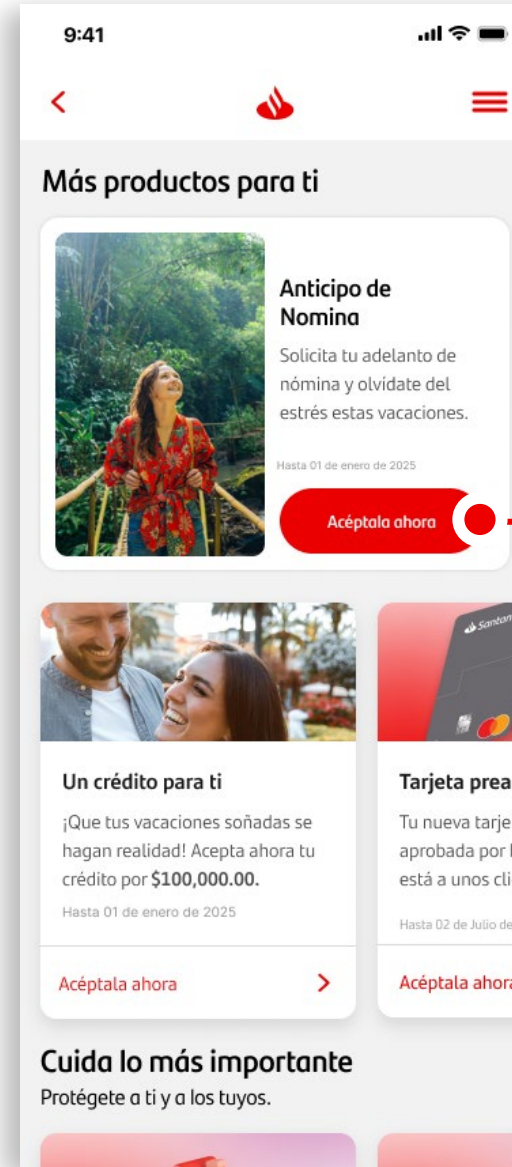 9:41
Más productos para ti
Anticipo de
Nomina
Solicita tu adelanto de
nómina y olvídate del
estrés estas vacaciones.
Hasta 01 de enero de 2025
Acéptala ahora
Un crédito para ti
¡Que tus vacaciones soñadas se
hagan realidad! Acepta ahora tu
crédito por $100,000.00.
Hasta 01 de enero de 2025
Acéptala ahora
Tarjeta prea
Tu nueva tarje
aprobada por
está a unos cli
Hasta 02 de Julio de
Acéptala ahora
Cuida lo más importante
Protégete a ti y a los tuyos.